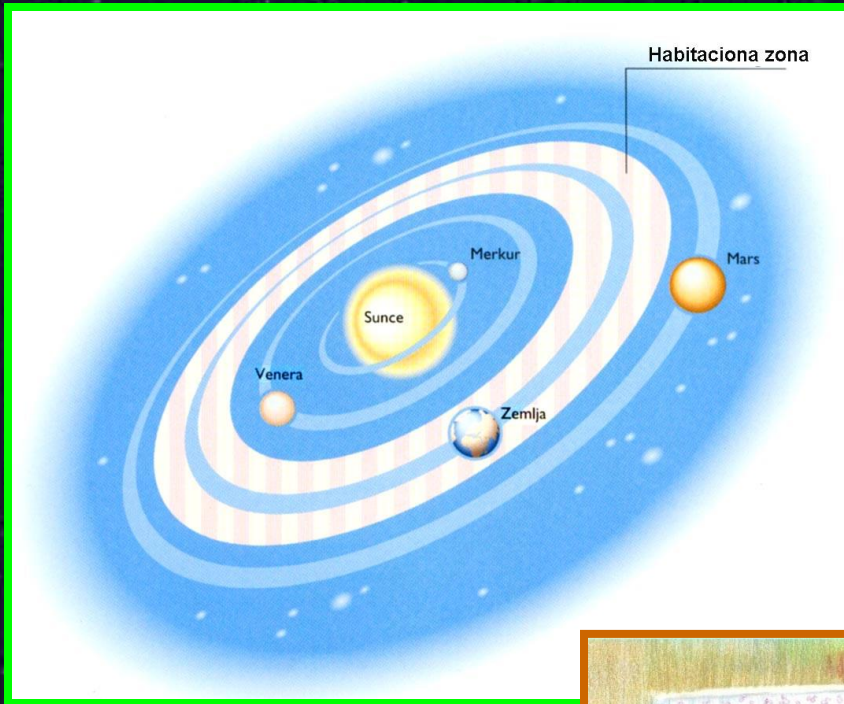 Habitaciona zona
Merkur
Mars
Sunce
Venera
Zemlja